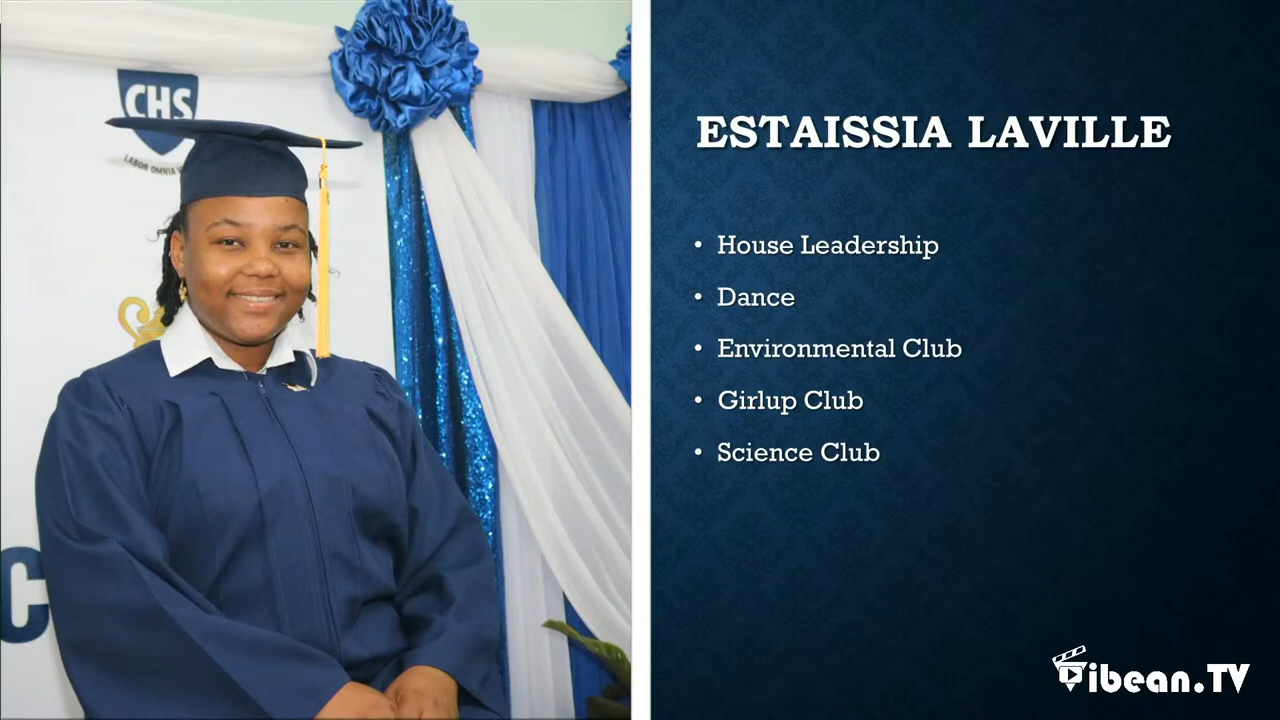 CHS
LABOR OMNIA
C
ESTAISSIA LAVILLE
• House Leadership
• Dance
• Environmental Club
• Girlup Club
• Science Club
Vibean.TV